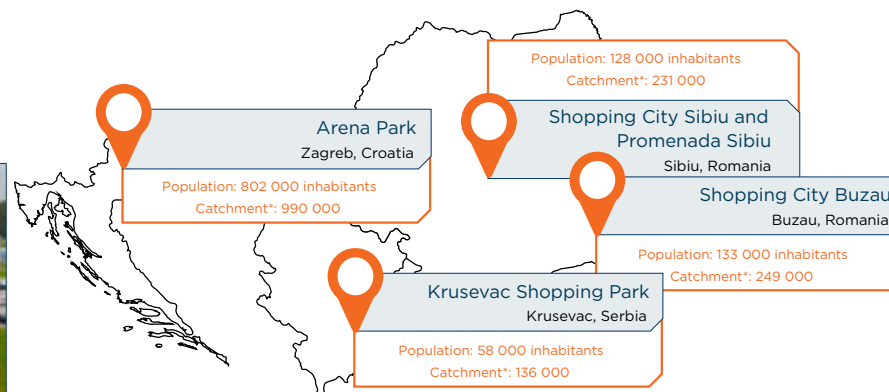 Population: 128 000 inhabitants
Catchment*: 231 000
Shopping City Sibiu and
Promenada Sibiu
Sibiu, Romania
Arena Park
Zagreb, Croatia
Population: 802 000 inhabitants
Catchment*: 990 000
Shopping City Buzau
Buzau, Romania
Population: 133 000 inhabitants
Catchment*: 249 000
Krusevac Shopping Park
Krusevac, Serbia
Population: 58 000 inhabitants
Catchment*: 136 000